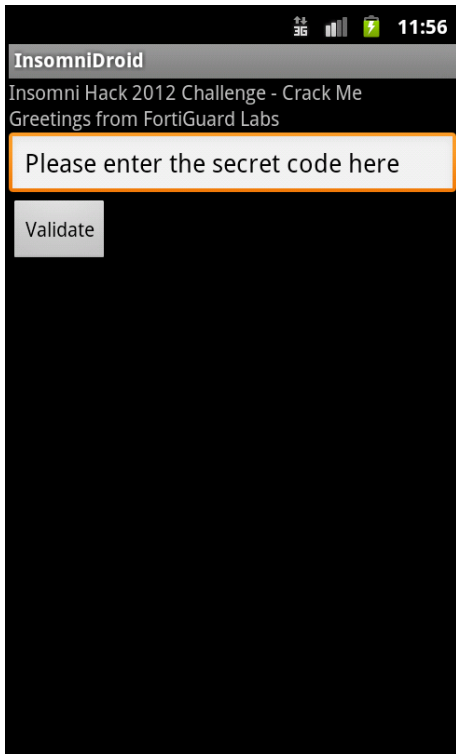 3G 11:56
InsomniDroid
Insomni Hack 2012 Challenge - Crack Me
Greetings from FortiGuard Labs
Please enter the secret code here
Validate